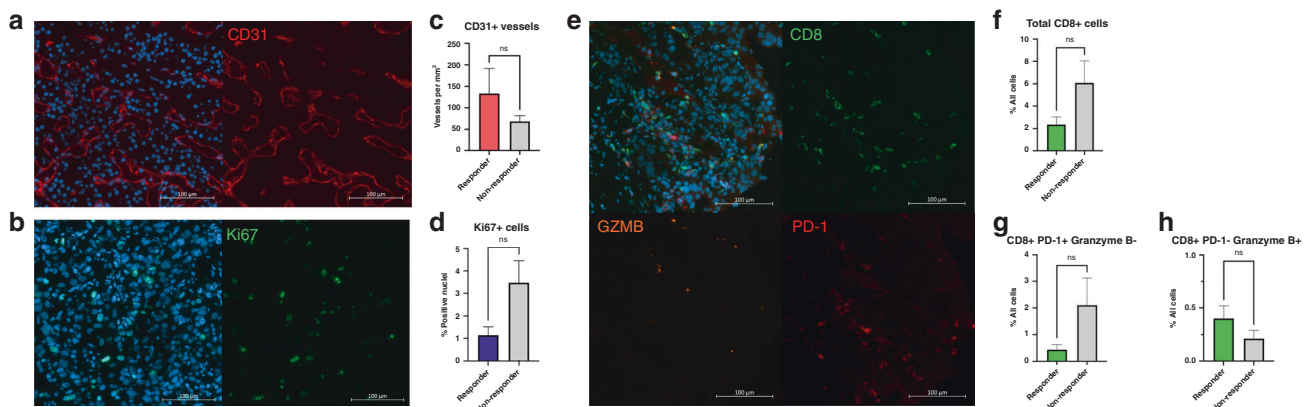 a
CD31
100 µm
100 µm
b
Ki67
100 µm
100 µm
c
CD31+ vessels
ns
Vessels per mm²
250
200
150
100
50
0
Responder
Non-responder
d
Ki67+ cells
ns
% Positive nuclei
5
4
3
2
1
0
Responder
Non-responder
e
CD8
100 µm
100 µm
GZMB
PD-1
100 µm
100 µm
f
Total CD8+ cells
ns
% All cells
10
8
6
4
2
0
Responder
Non-responder
g
CD8+ PD-1+ Granzyme B-
ns
% All cells
4
3
2
1
0
Responder
Non-responder
h
CD8+ PD-1- Granzyme B+
ns
% All cells
1.0
0.5
0.0
Responder
Non-responder